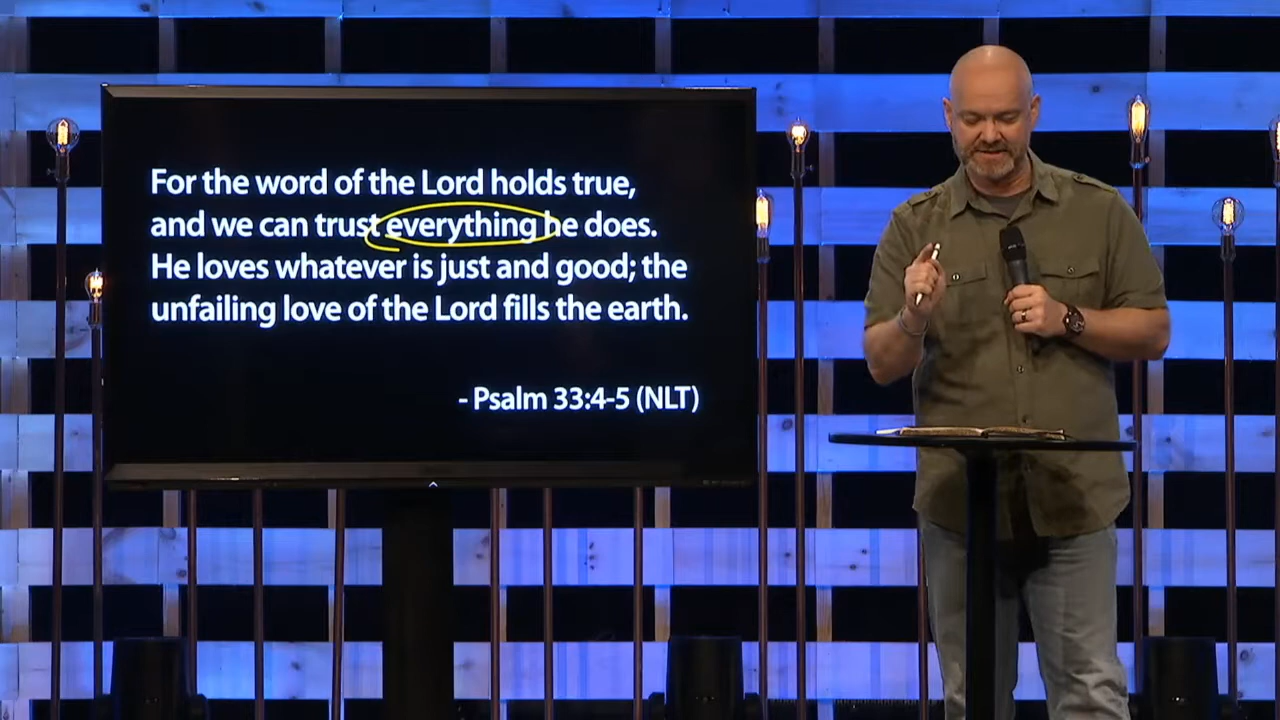 For the word of the Lord holds true,
and we can trust everything he does.
He loves whatever is just and good; the
unfailing love of the Lord fills the earth.
- Psalm 33:4-5 (NLT)